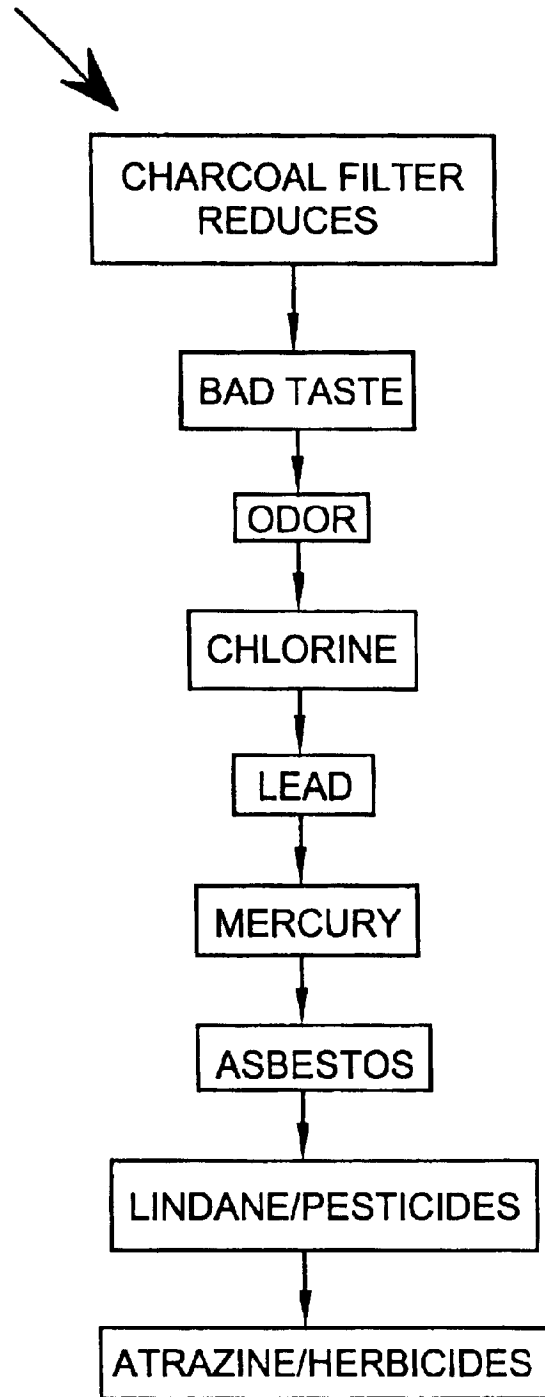 CHARCOAL FILTER
REDUCES
BAD TASTE
ODOR
CHLORINE
LEAD
MERCURY
ASBESTOS
LINDANE/PESTICIDES
ATRAZINE/HERBICIDES